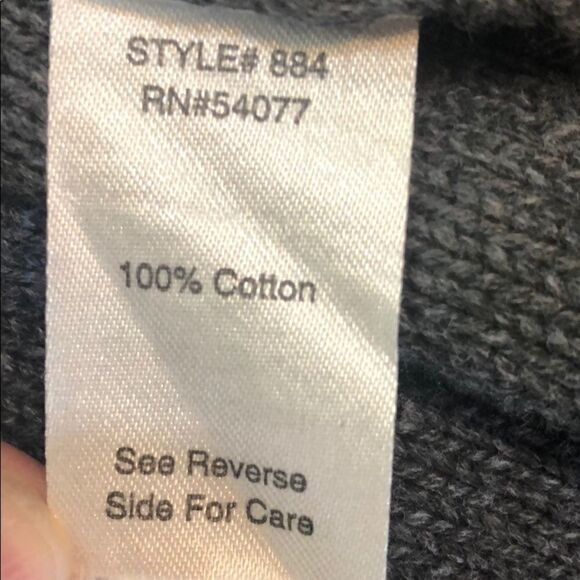 STYLE# 884
RN#54077
100% Cotton
See Reverse
Side For Care